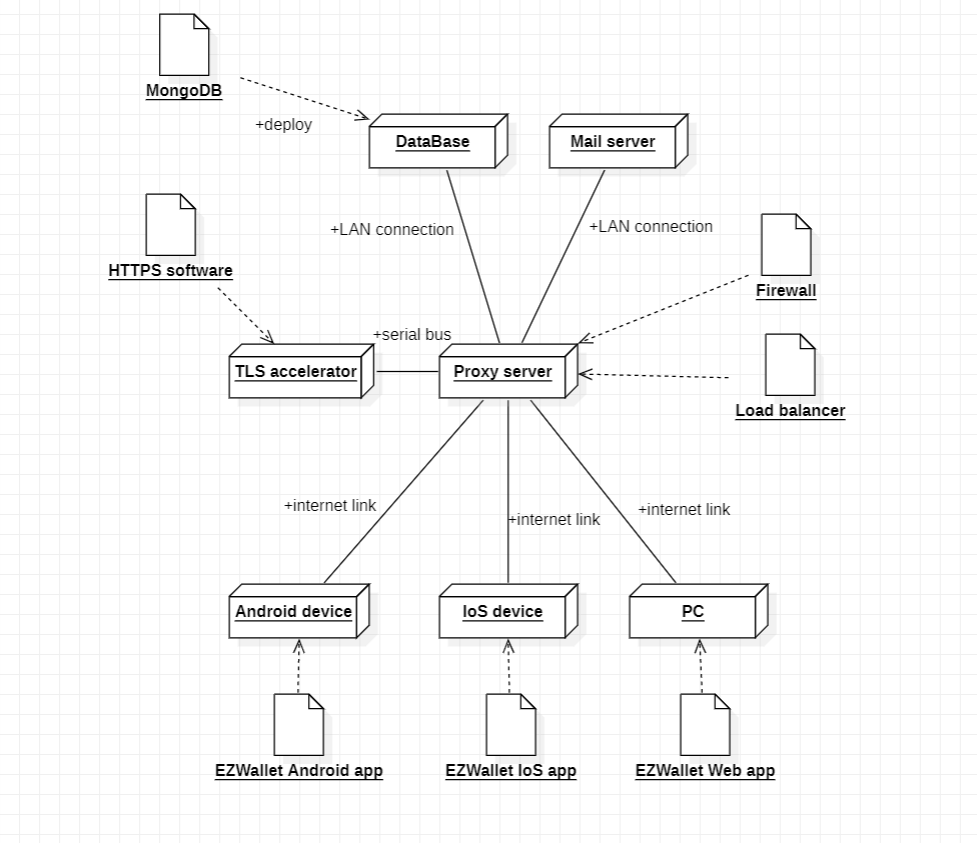 MongoDB
+deploy
DataBase
Mail server
+LAN connection
+LAN connection
HTTPS software
Firewall
+serial bus
TLS accelerator
Proxy server
Load balancer
+internet link
+internet link
+internet link
Android device
IoS device
PC
EZWallet Android app
EZWallet IoS app
EZWallet Web app